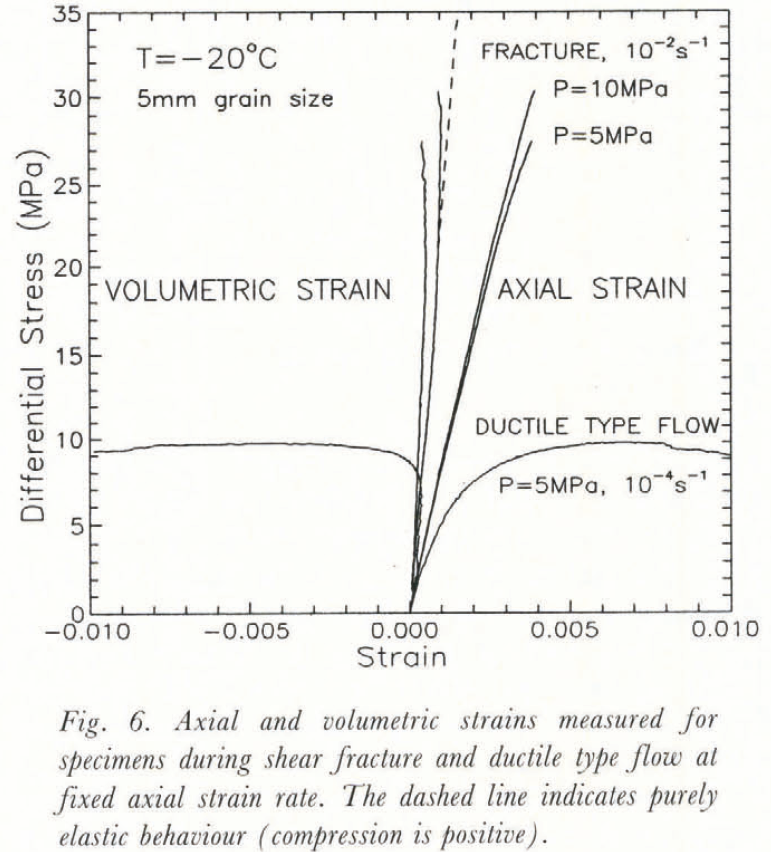 35
T=−20°C
FRACTURE, 10⁻²s⁻¹
30
5mm grain size
P=10MPa
P=5MPa
25
20
VOLUMETRIC STRAIN
AXIAL STRAIN
15
10
DUCTILE TYPE FLOW
P=5MPa, 10⁻⁴s⁻¹
5
0
Differential Stress (MPa)
−0.010
−0.005
0.000
0.005
0.010
Strain
Fig. 6. Axial and volumetric strains measured for
specimens during shear fracture and ductile type flow at
fixed axial strain rate. The dashed line indicates purely
elastic behaviour (compression is positive).